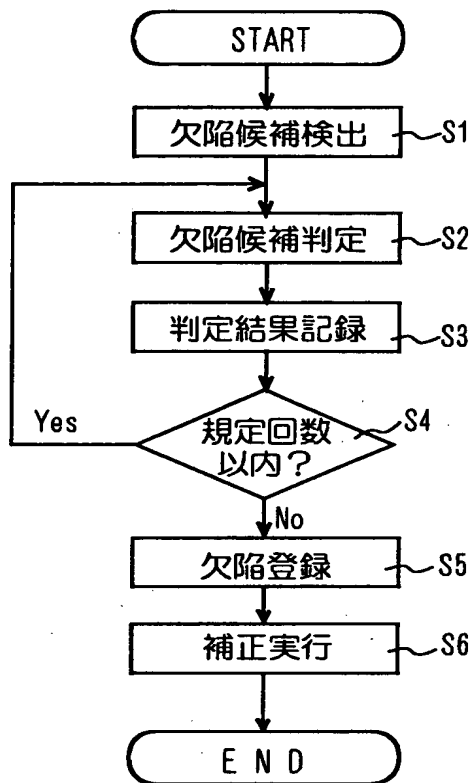 START
欠陥候補検出 S1
欠陥候補判定 S2
判定結果記録 S3
規定回数 S4
以内?
Yes
No
欠陥登録 S5
補正実行 S6
END